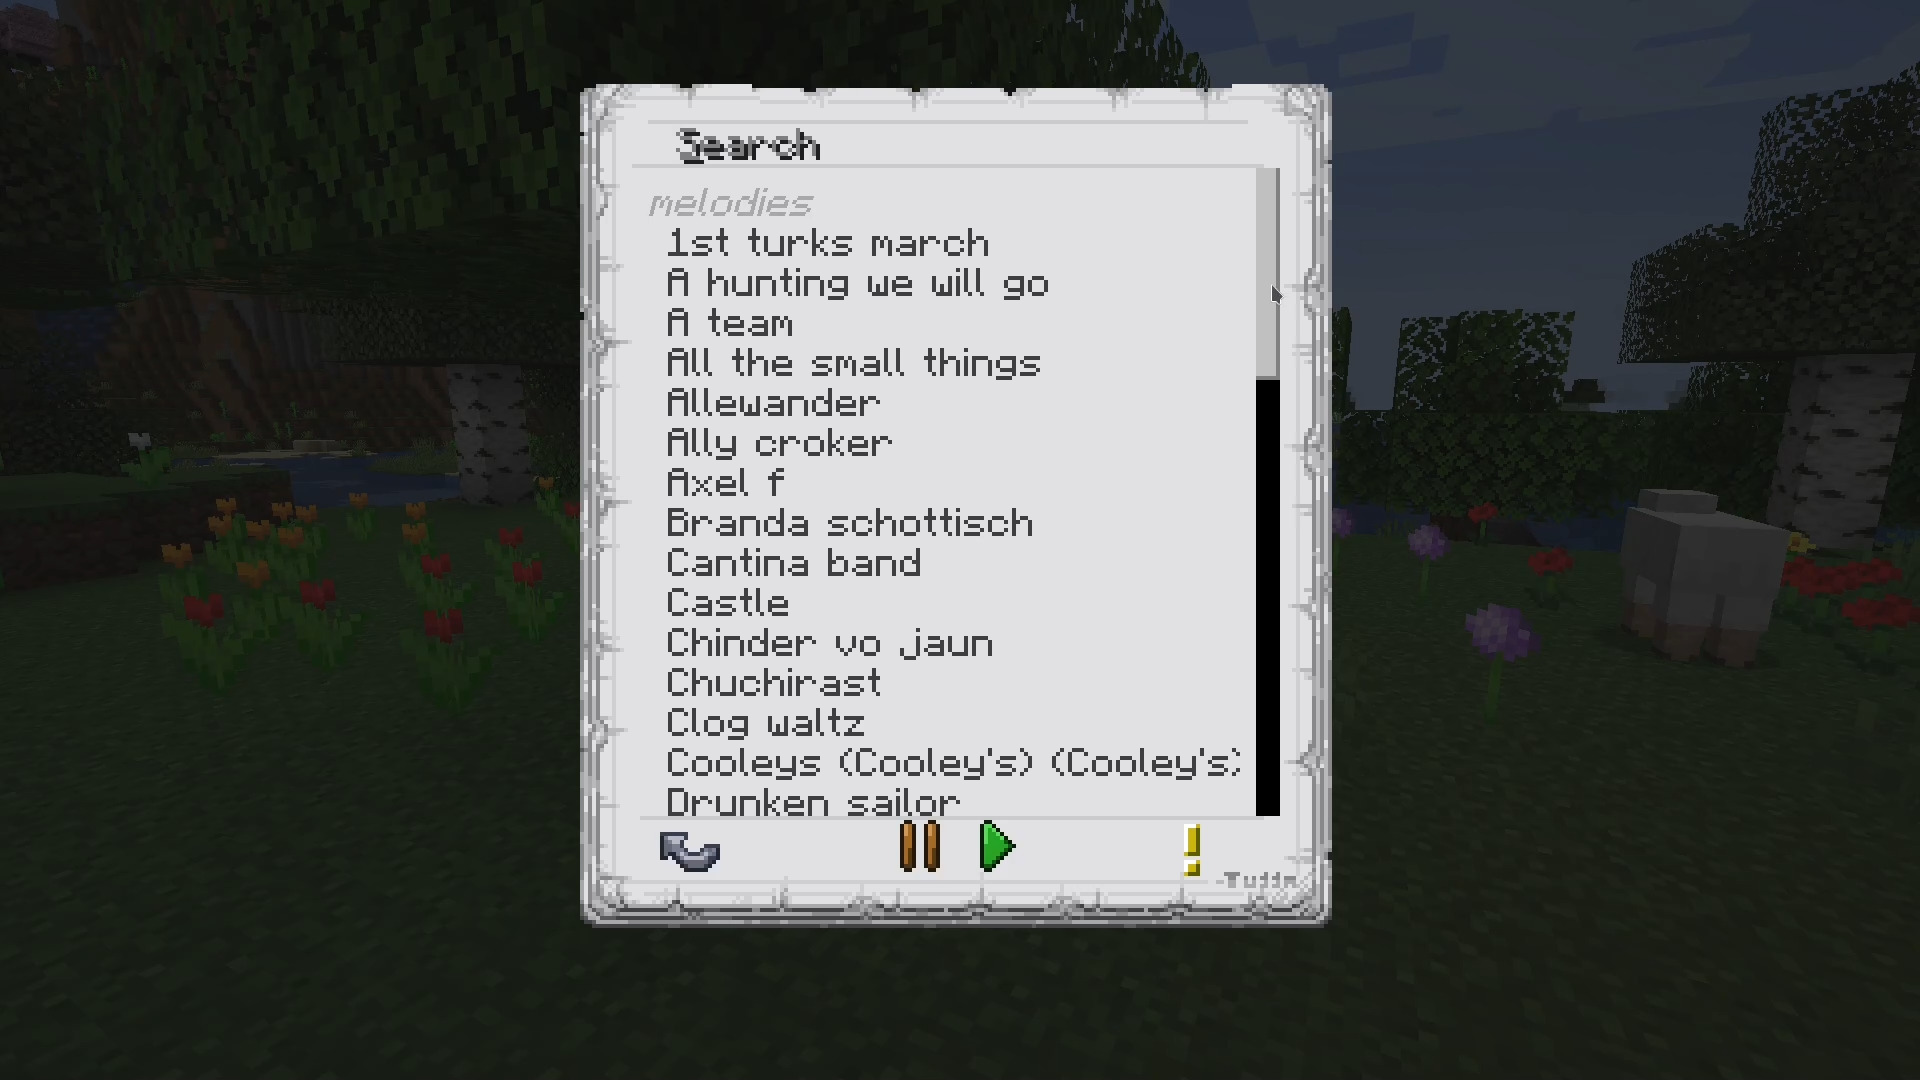 Search
melodies
1st turks march
A hunting we will go
A team
All the small things
Allewander
Ally croker
Axel f
Branda schottisch
Cantina band
Castle
Chinder vo jaun
Chuchirast
Clog waltz
Cooleys (Cooley's) (Cooley's)
Drunken sailor